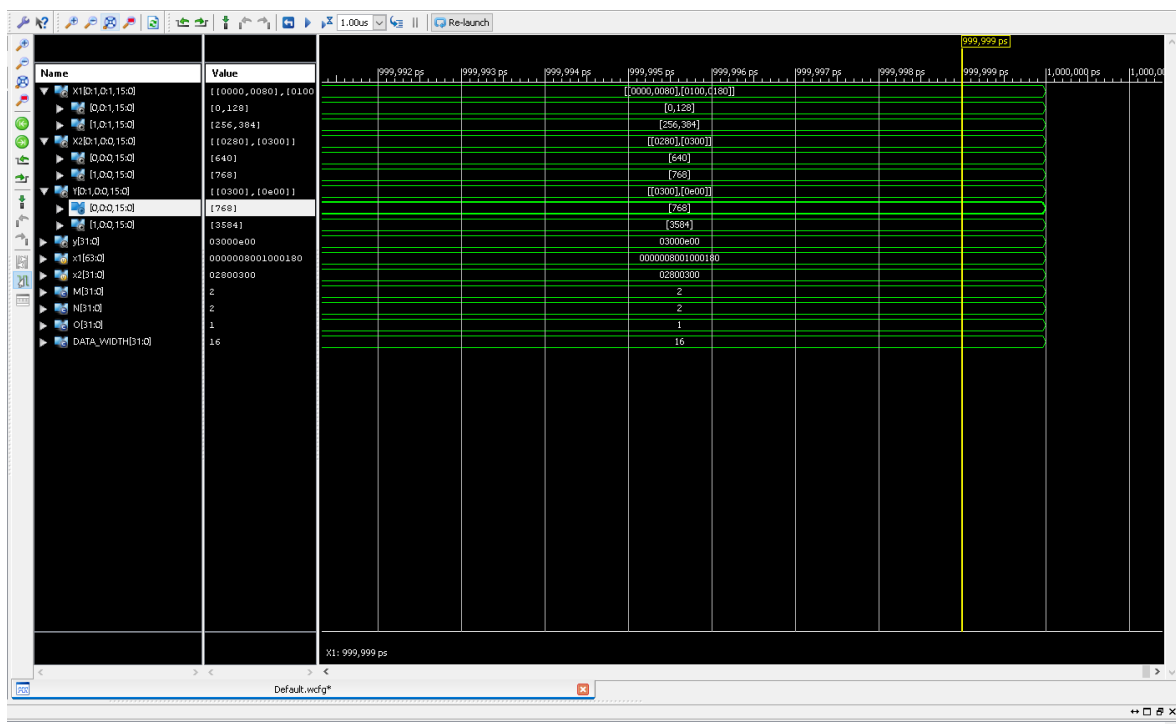 1.00us Re-launch
999,999 ps
Name Value 999,992 ps 999,993 ps 999,994 ps 999,995 ps 999,996 ps 999,997 ps 999,998 ps 999,999 ps 1,000,000 ps 1,000,00
X1[0:1,0:1,15:0] [[0000,0080],[0100 [[0000,0080],[0100,0180]]
[0,0:1,15:0] [0,128] [0,128]
[1,0:1,15:0] [256,384] [256,384]
X2[0:1,0:0,15:0] [[0280],[0300]] [[0280],[0300]]
[0,0:0,15:0] [640] [640]
[1,0:0,15:0] [768] [768]
Y[0:1,0:0,15:0] [[0300],[0e00]] [[0300],[0e00]]
[0,0:0,15:0] [768] [768]
[1,0:0,15:0] [3584] [3584]
y[31:0] 03000e00 03000e00
x1[63:0] 0000008001000180 0000008001000180
x2[31:0] 02800300 02800300
M[31:0] 2 2
N[31:0] 2 2
O[31:0] 1 1
DATA_WIDTH[31:0] 16 16
X1: 999,999 ps
Default.wcfg*